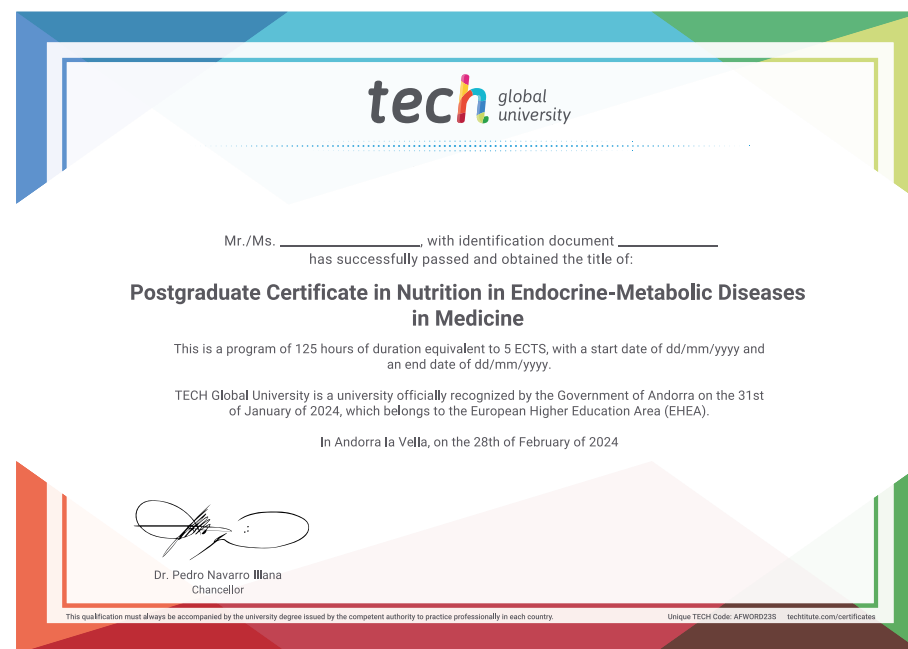 tech global university
Mr./Ms. ____________, with identification document ____________
has successfully passed and obtained the title of:
Postgraduate Certificate in Nutrition in Endocrine-Metabolic Diseases
in Medicine
This is a program of 125 hours of duration equivalent to 5 ECTS, with a start date of dd/mm/yyyy and
an end date of dd/mm/yyyy.
TECH Global University is a university officially recognized by the Government of Andorra on the 31st
of January of 2024, which belongs to the European Higher Education Area (EHEA).
In Andorra la Vella, on the 28th of February of 2024
Dr. Pedro Navarro Illana
Chancellor
This qualification must always be accompanied by the university degree issued by the competent authority to practice professionally in each country.
Unique TECH Code: AFWORD23S techtitute.com/certificates